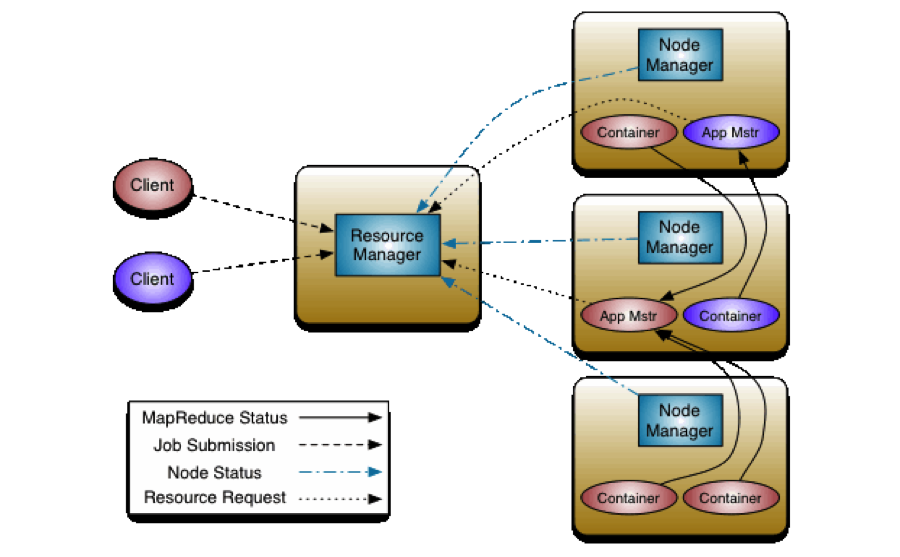 Node
Manager
Container
App Mstr
Client
Resource
Manager
Node
Manager
Client
App Mstr
Container
Node
Manager
MapReduce Status
Job Submission
Node Status
Resource Request
Container
Container